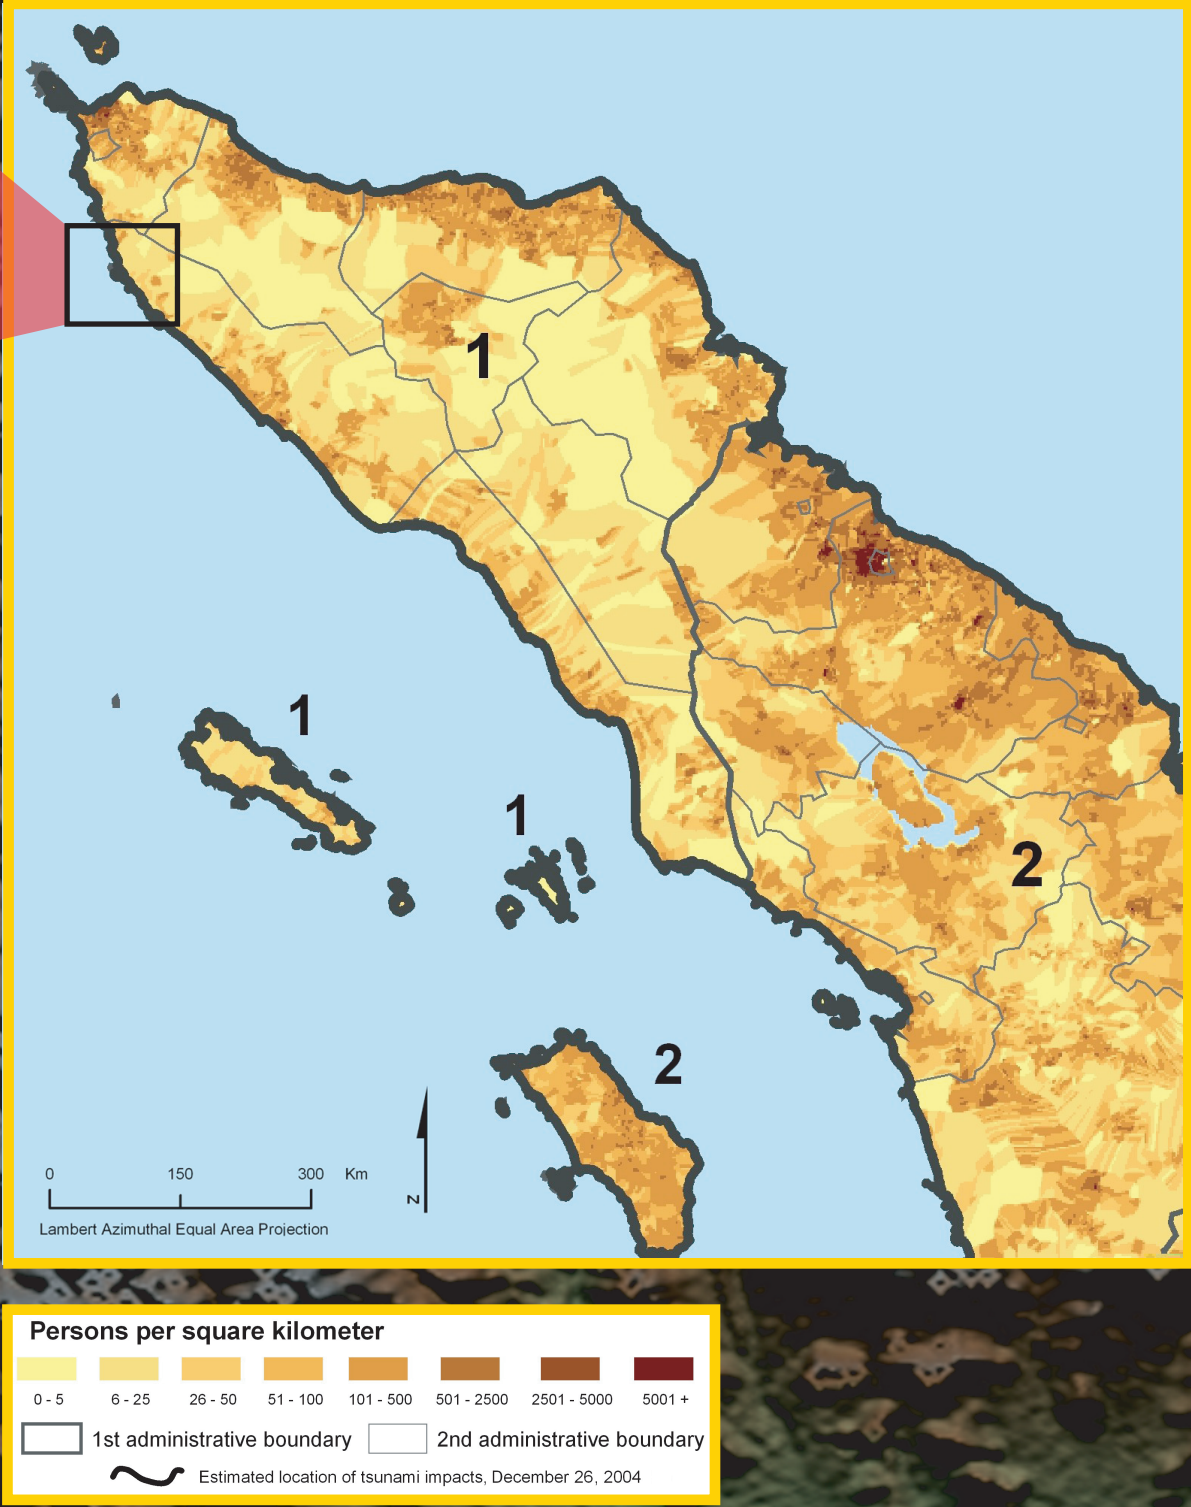 1
1
1
2
2
0 150 300 Km
N
Lambert Azimuthal Equal Area Projection
Persons per square kilometer
0 - 5 6 - 25 26 - 50 51 - 100 101 - 500 501 - 2500 2501 - 5000 5001 +
1st administrative boundary 2nd administrative boundary
Estimated location of tsunami impacts, December 26, 2004